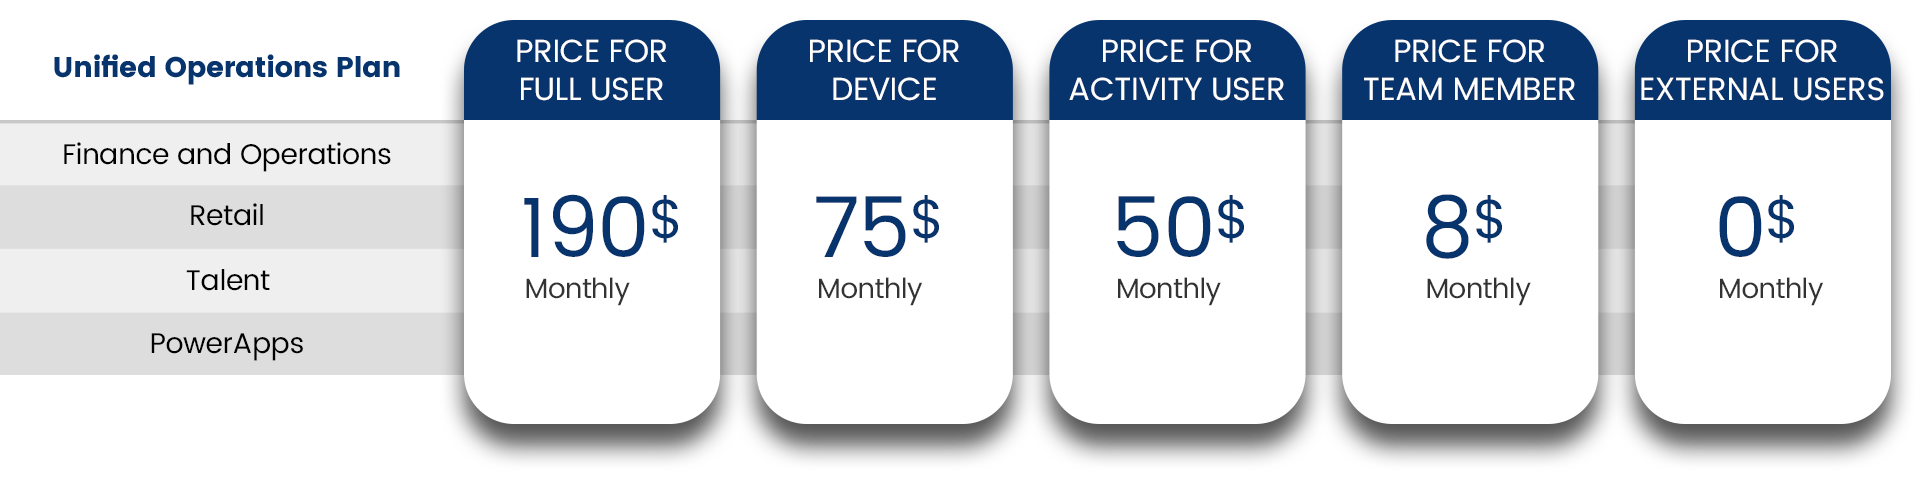 Unified Operations Plan
Finance and Operations
Retail
Talent
PowerApps
PRICE FOR
FULL USER
190$
Monthly
PRICE FOR
DEVICE
75$
Monthly
PRICE FOR
ACTIVITY USER
50$
Monthly
PRICE FOR
TEAM MEMBER
8$
Monthly
PRICE FOR
EXTERNAL USERS
0$
Monthly